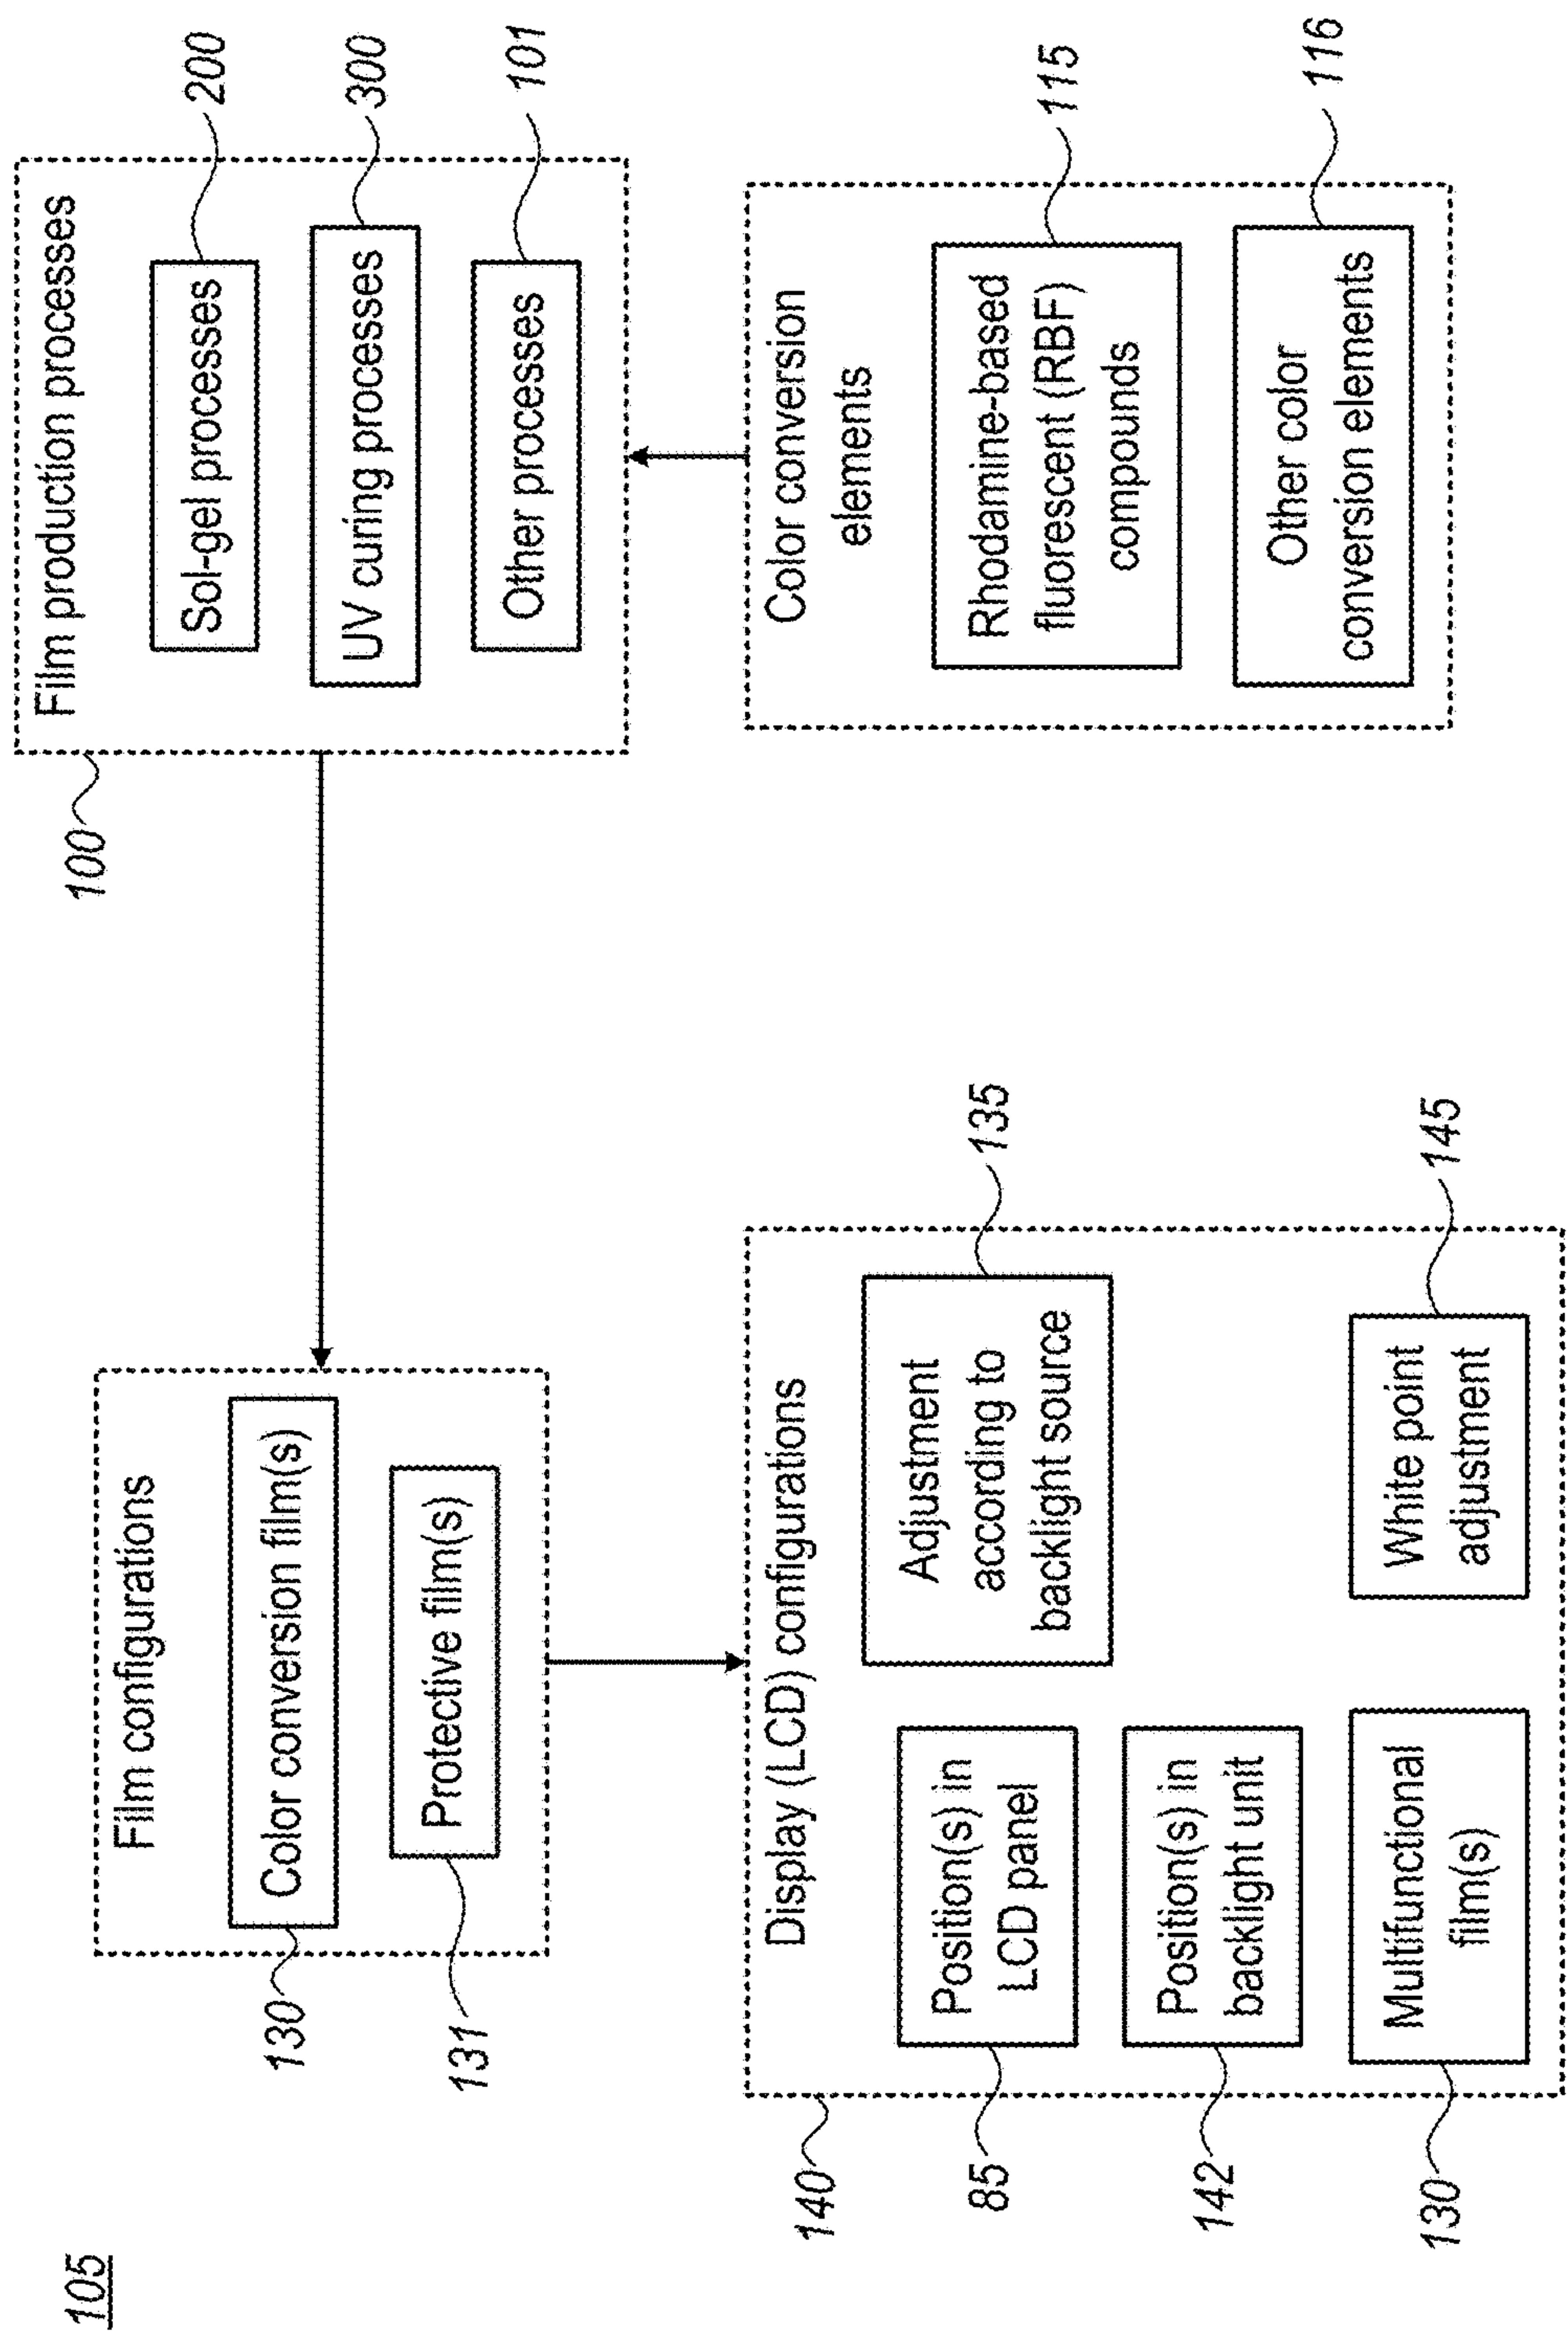 105
Film configurations
Color conversion film(s)
130
Protective film(s)
131
100
Film production processes
Sol-gel processes
200
UV curing processes
300
Other processes
101
Color conversion
elements
Rhodamine-based
fluorescent (RBF)
compounds
115
Other color
conversion elements
116
140
Display (LCD) configurations
Position(s) in
LCD panel
85
Position(s) in
backlight unit
142
Multifunctional
film(s)
130
Adjustment
according to
backlight source
135
White point
adjustment
145